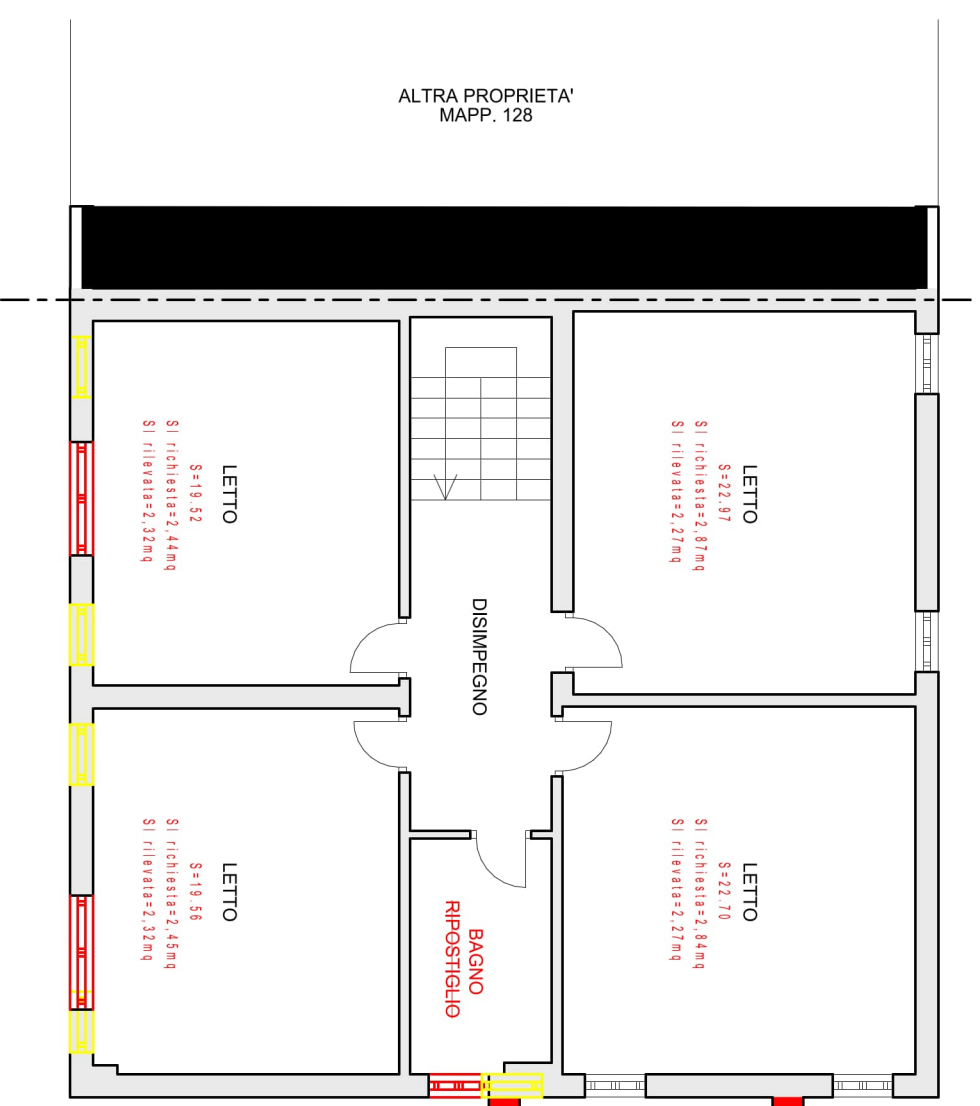 ALTRA PROPRIETA'
MAPP. 128
LETTO
S=19.52
SI richiesta=2,44mq
SI rilevata=2,32mq
LETTO
S=22.97
SI richiesta=2,87mq
SI rilevata=2,27mq
DISIMPEGNO
LETTO
S=19.56
SI richiesta=2,45mq
SI rilevata=2,32mq
BAGNO
RIPOSTIGLIO
LETTO
S=22.70
SI richiesta=2,84mq
SI rilevata=2,27mq